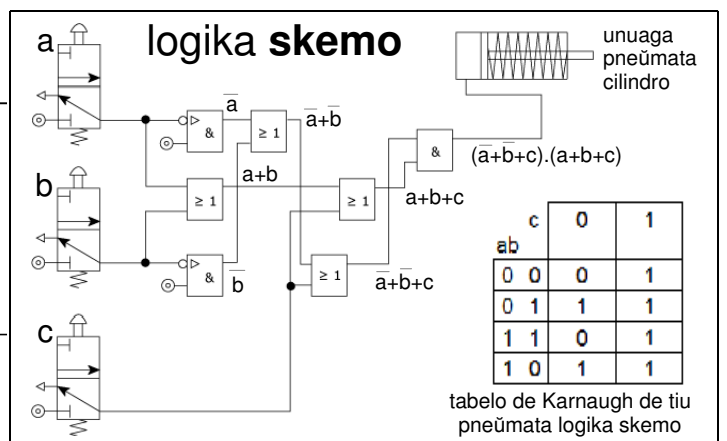 logika skemo
a
b
c
unuaga
pneŭmata
cilindro
a̅
&
≥ 1
a̅+b̅
&
(a̅+b̅+c).(a+b+c)
a+b
≥ 1
≥ 1
a+b+c
&
b̅
≥ 1
a̅+b̅+c
c 0 1
ab
0 0 0 1
0 1 1 1
1 1 0 1
1 0 1 1
tabelo de Karnaugh de tiu
pneŭmata logika skemo